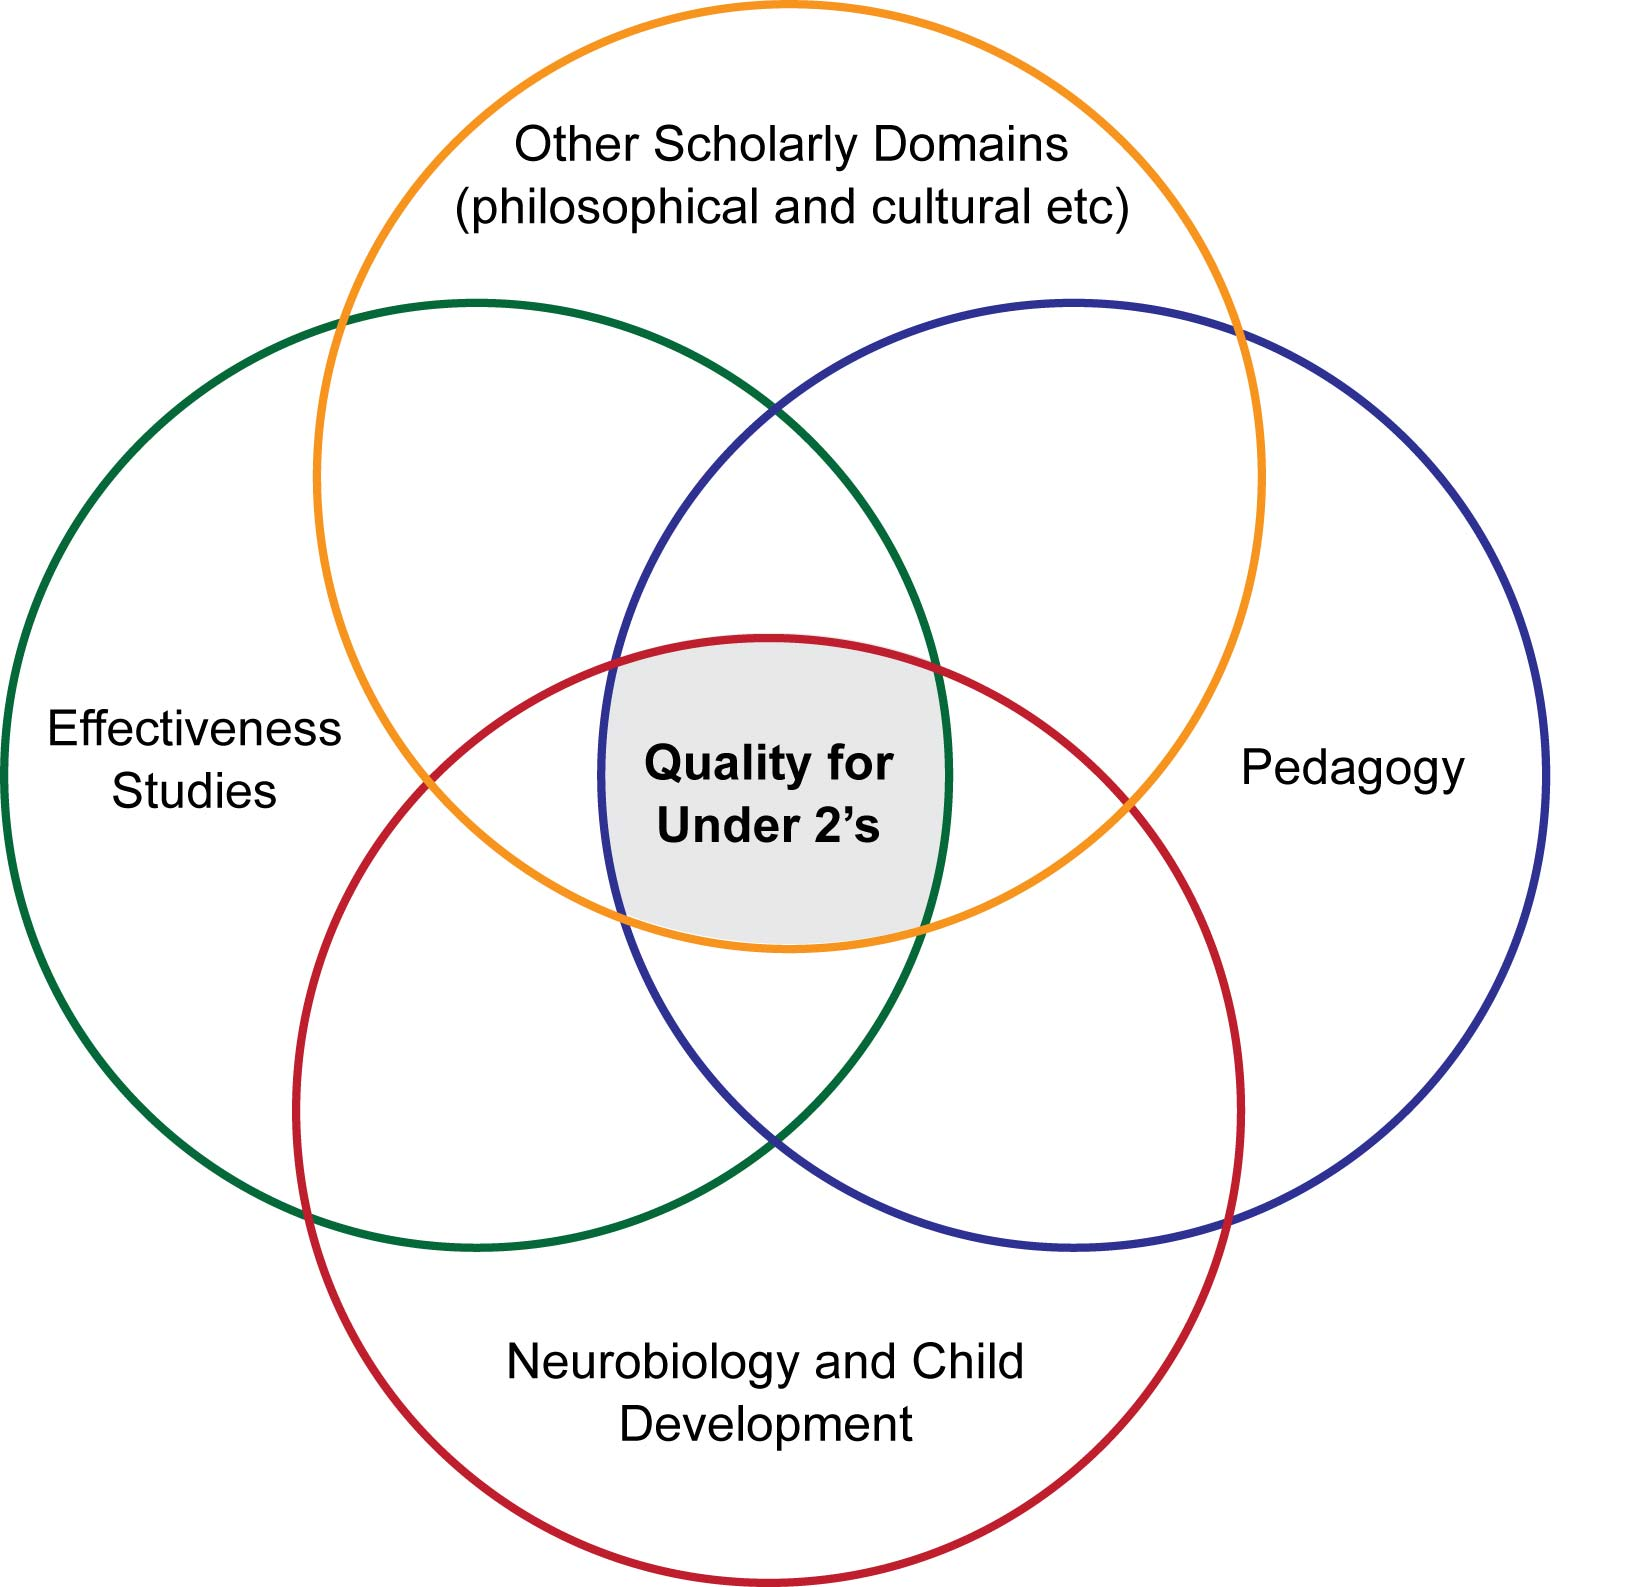 Other Scholarly Domains
(philosophical and cultural etc)
Effectiveness
Studies
Quality for
Under 2’s
Pedagogy
Neurobiology and Child
Development